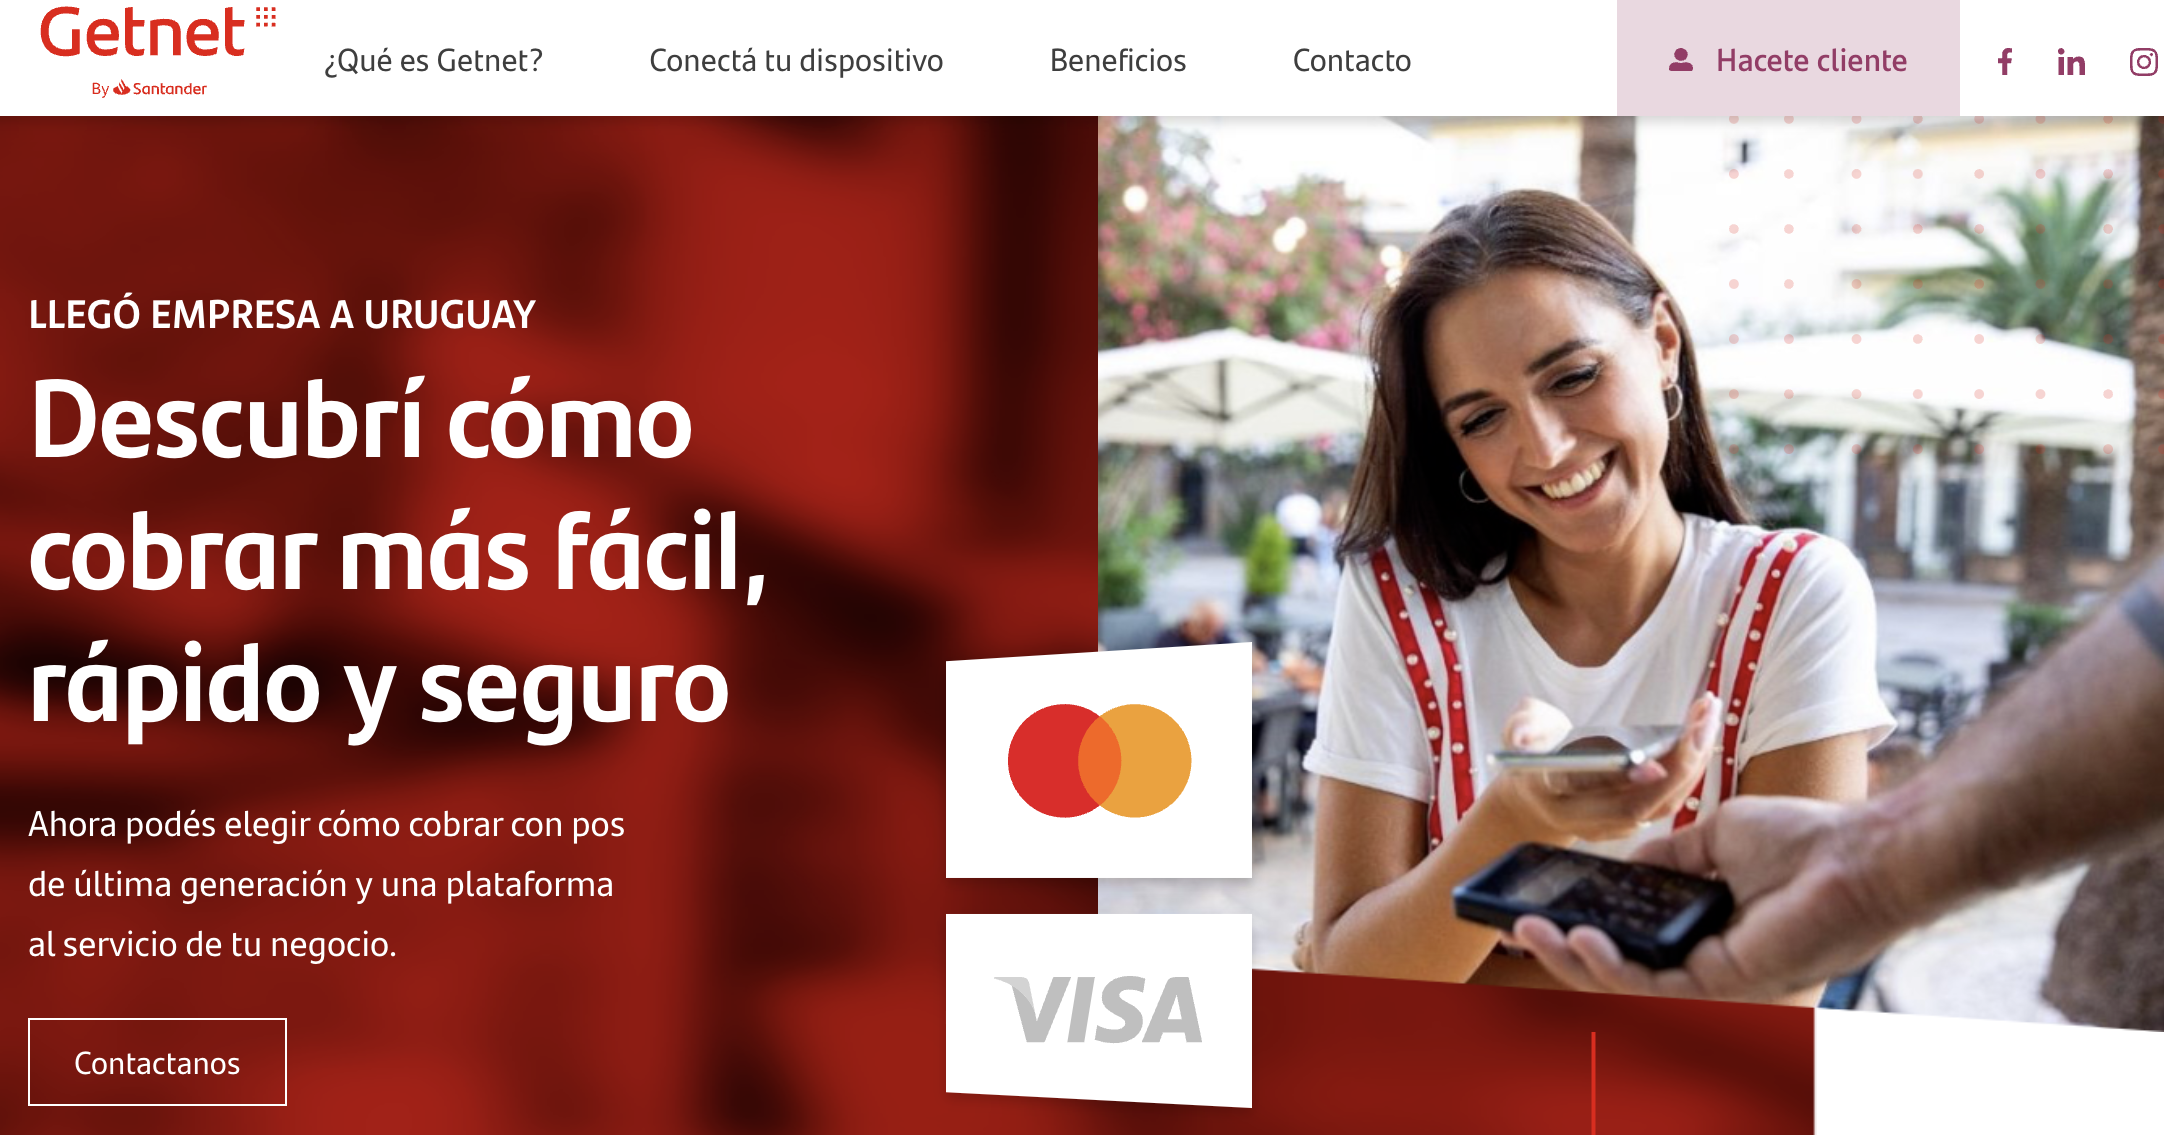 Getnet
By Santander
¿Qué es Getnet?
Conectá tu dispositivo
Beneficios
Contacto
Hacete cliente
LLEGÓ EMPRESA A URUGUAY
Descubrí cómo
cobrar más fácil,
rápido y seguro
Ahora podés elegir cómo cobrar con pos
de última generación y una plataforma
al servicio de tu negocio.
Contactanos
VISA